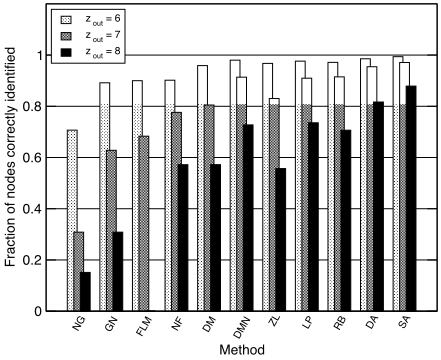 z out = 6
z out = 7
z out = 8
1
0.8
0.6
0.4
0.2
0
Fraction of nodes correctly identified
NG GN FLM NF DM DMN ZL LP RB DA SA
Method